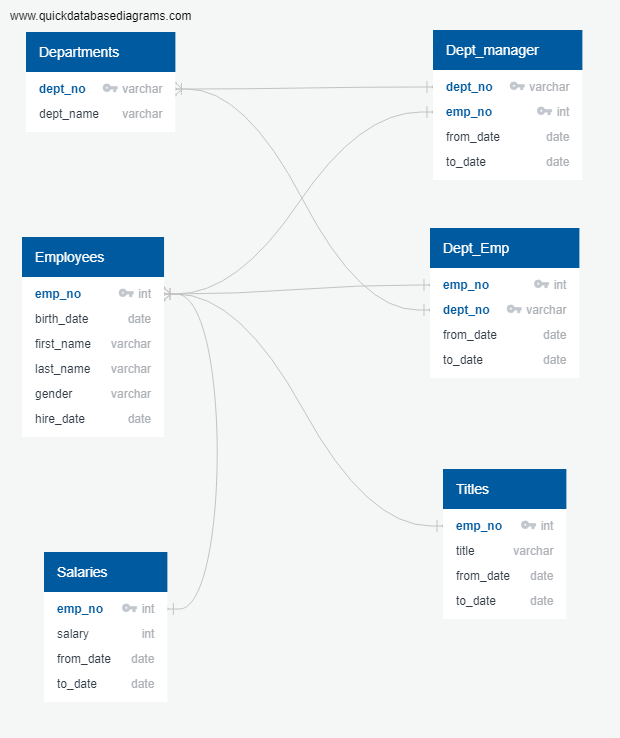 www.quickdatabasediagrams.com
Departments
dept_no varchar
dept_name varchar
Dept_manager
dept_no varchar
emp_no int
from_date date
to_date date
Employees
emp_no int
birth_date date
first_name varchar
last_name varchar
gender varchar
hire_date date
Dept_Emp
emp_no int
dept_no varchar
from_date date
to_date date
Titles
emp_no int
title varchar
from_date date
to_date date
Salaries
emp_no int
salary int
from_date date
to_date date